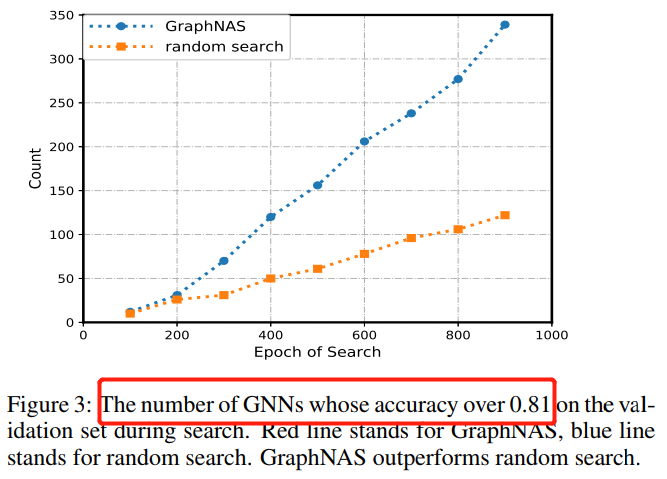 350
300
250
200
150
100
50
0
GraphNAS
random search
Count
0 200 400 600 800 1000
Epoch of Search
Figure 3: The number of GNNs whose accuracy over 0.81 on the val-
idation set during search. Red line stands for GraphNAS, blue line
stands for random search. GraphNAS outperforms random search.